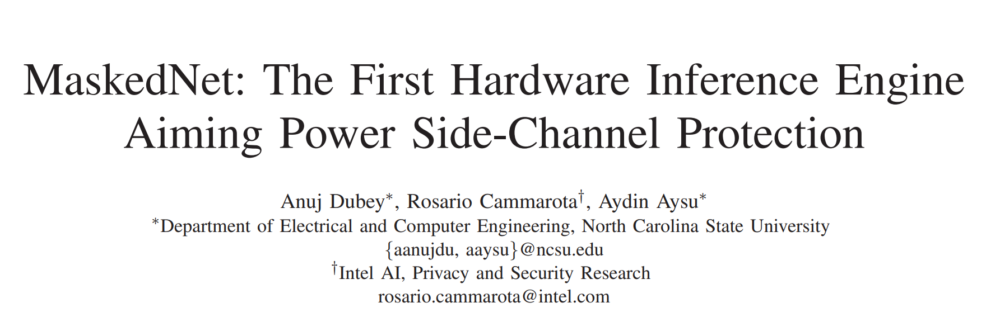 MaskedNet: The First Hardware Inference Engine
Aiming Power Side-Channel Protection
Anuj Dubey*, Rosario Cammarota†, Aydin Aysu*
*Department of Electrical and Computer Engineering, North Carolina State University
{aanujdu, aaysu}@ncsu.edu
†Intel AI, Privacy and Security Research
rosario.cammarota@intel.com